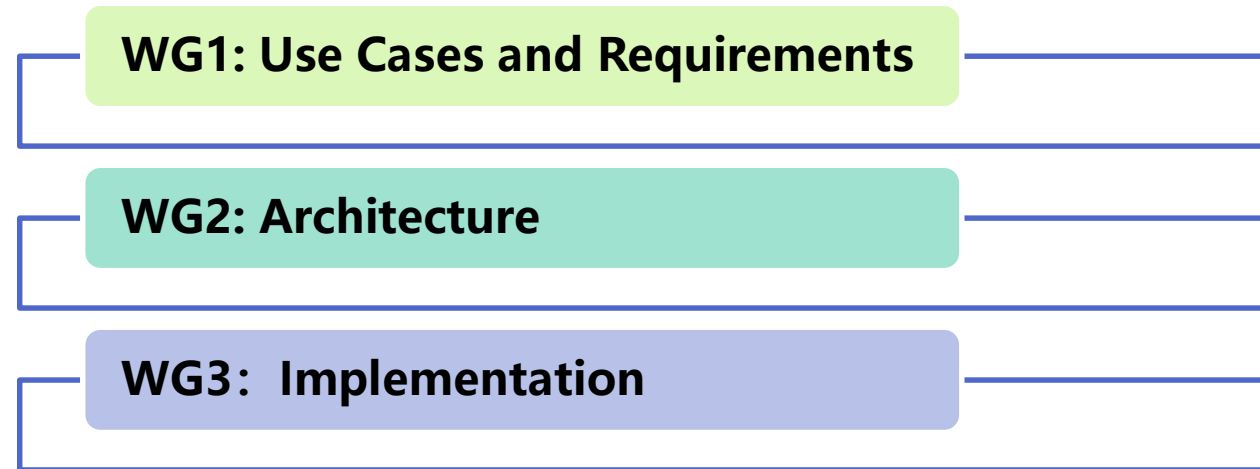 WG1: Use Cases and Requirements
WG2: Architecture
WG3：Implementation